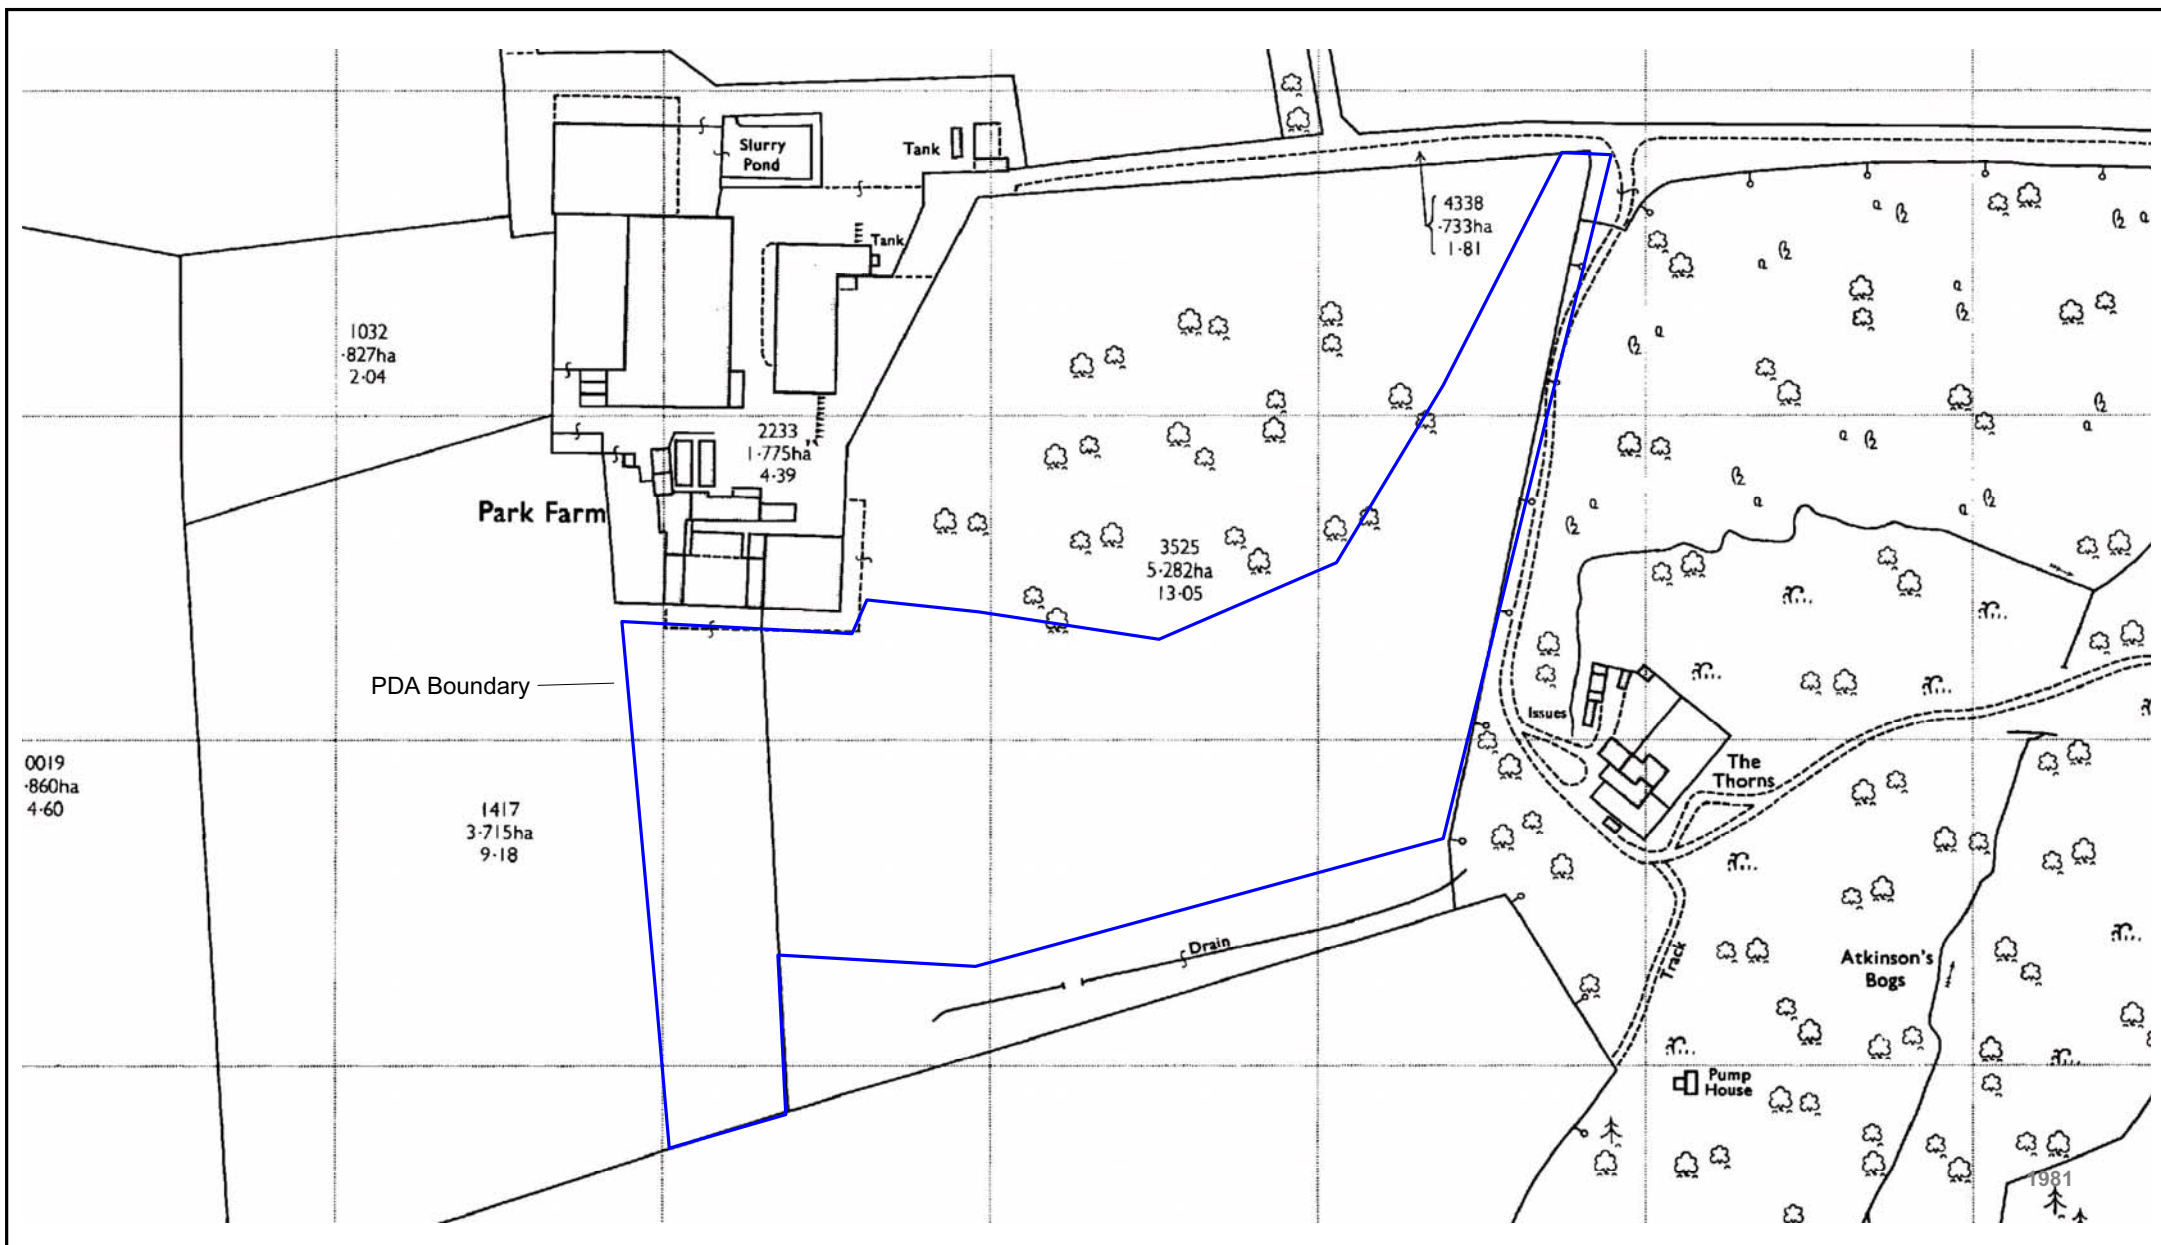 Slurry
Pond
Tank
Tank
4338
·733ha
1·81
1032
·827ha
2·04
2233
1·775ha
4·39
Park Farm
3525
5·282ha
13·05
PDA Boundary
Issues
The
Thorns
0019
·860ha
4·60
1417
3·715ha
9·18
Drain
Track
Atkinson's
Bogs
Pump
House
1981